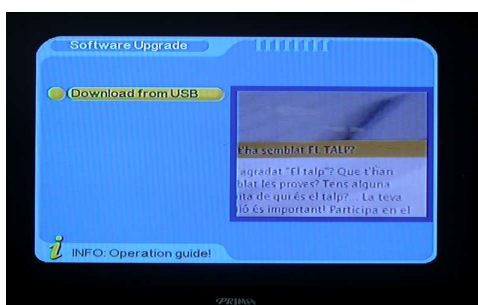 Software Upgrade
Download from USB
t'ha semblat EL TALP?
agradat "El talp"? Que t'han
blat les proves? Tens alguna
ita de qui és el talp?... La teva
ió és important! Participa en el
INFO: Operation guide!
PRIMA